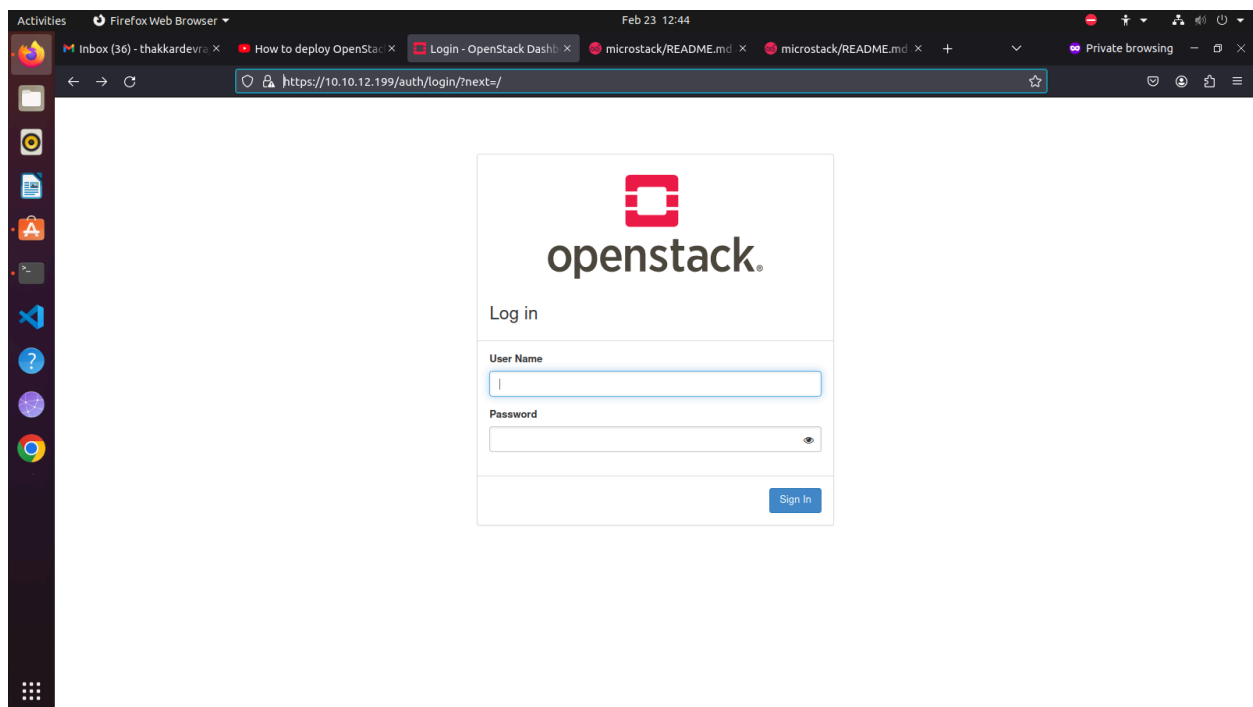 Activities Firefox Web Browser Feb 23 12:44
Inbox (36) - thakkardevra How to deploy OpenStac Login - OpenStack Dashb microstack/README.md microstack/README.md Private browsing
https://10.10.12.199/auth/login/?next=/
openstack.
Log in
User Name
Password
Sign In